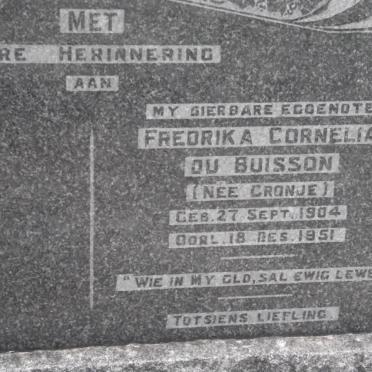 MET
RE HERINNERING
AAN
MY DIERBARE EGGENOTE
FREDRIKA CORNELIA
DU BUISSON
(NEE CRONJE)
GEB. 27 SEPT. 1904
OORL. 18 DES. 1951
"WIE IN MY GLO, SAL EWIG LEWE
TOTSIENS LIEFLING.